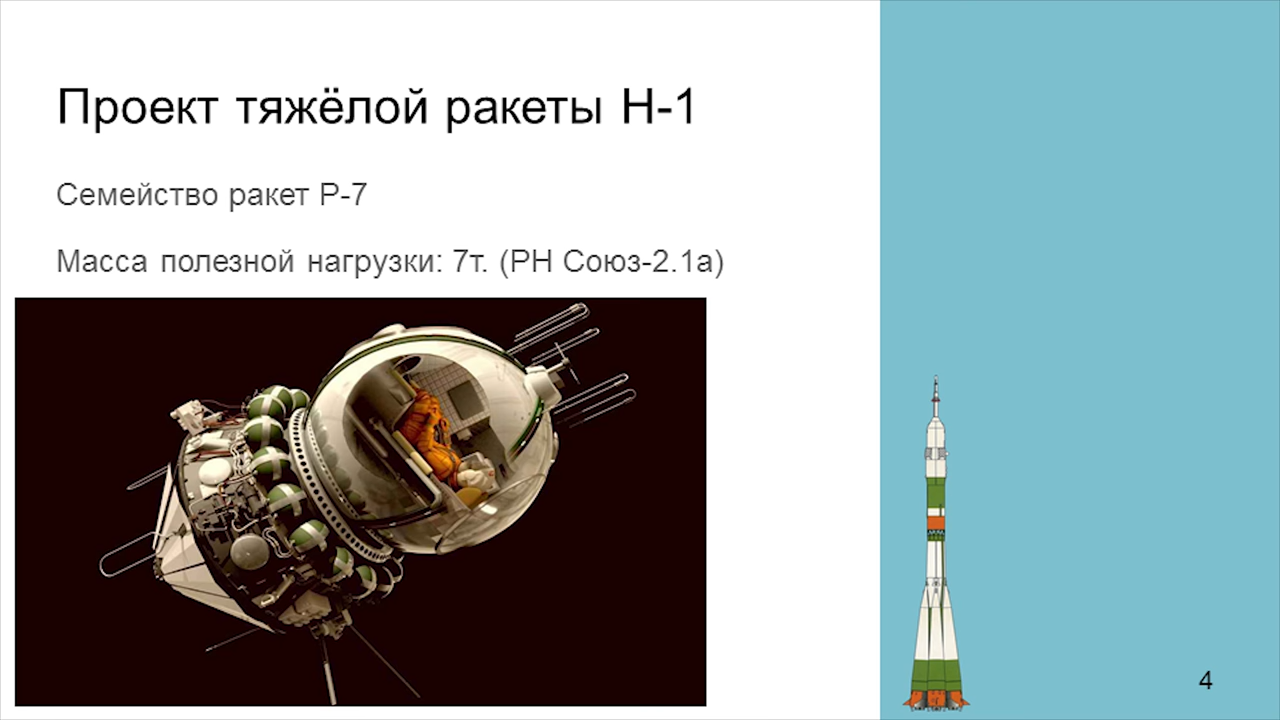 Проект тяжёлой ракеты Н-1
Семейство ракет Р-7
Масса полезной нагрузки: 7т. (РН Союз-2.1а)
4